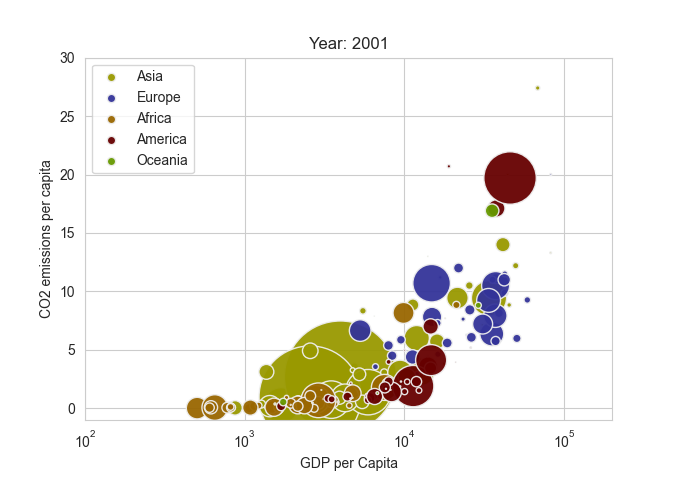 Year: 2001
30
25
20
15
10
5
0
CO2 emissions per capita
Asia
Europe
Africa
America
Oceania
10²
10³
10⁴
10⁵
GDP per Capita